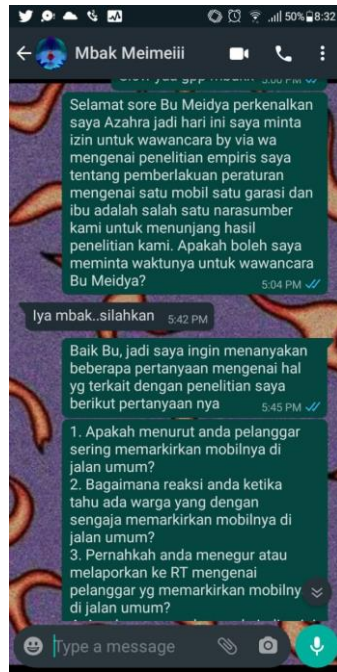 50% 8:32
Mbak Meimeiii
5:00 PM
Selamat sore Bu Meidya perkenalkan
saya Azahra jadi hari ini saya minta
izin untuk wawancara by via wa
mengenai penelitian empiris saya
tentang pemberlakuan peraturan
mengenai satu mobil satu garasi dan
ibu adalah salah satu narasumber
kami untuk menunjang hasil
penelitian kami. Apakah boleh saya
meminta waktunya untuk wawancara
Bu Meidya?
5:04 PM
Iya mbak..silahkan 5:42 PM
Baik Bu, jadi saya ingin menanyakan
beberapa pertanyaan mengenai hal
yg terkait dengan penelitian saya
berikut pertanyaan nya
5:45 PM
1. Apakah menurut anda pelanggar
sering memarkirkan mobilnya di
jalan umum?
2. Bagaimana reaksi anda ketika
tahu ada warga yang dengan
sengaja memarkirkan mobilnya di
jalan umum?
3. Pernahkah anda menegur atau
melaporkan ke RT mengenai
pelanggar yg memarkirkan mobilny
di jalan umum?
Type a message